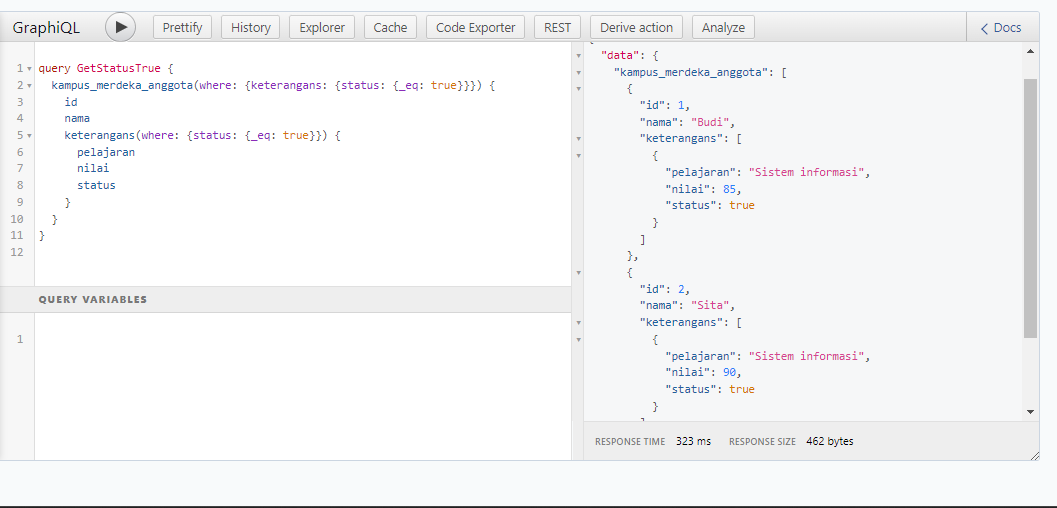 GraphiQL Prettify History Explorer Cache Code Exporter REST Derive action Analyze Docs
1 query GetStatusTrue {
2 kampus_merdeka_anggota(where: {keterangans: {status: {_eq: true}}}) {
3 id
4 nama
5 keterangans(where: {status: {_eq: true}}) {
6 pelajaran
7 nilai
8 status
9 }
10 }
11 }
12
QUERY VARIABLES
1
"data": {
"kampus_merdeka_anggota": [
{
"id": 1,
"nama": "Budi",
"keterangans": [
{
"pelajaran": "Sistem informasi",
"nilai": 85,
"status": true
}
]
},
{
"id": 2,
"nama": "Sita",
"keterangans": [
{
"pelajaran": "Sistem informasi",
"nilai": 90,
"status": true
}
RESPONSE TIME 323 ms RESPONSE SIZE 462 bytes